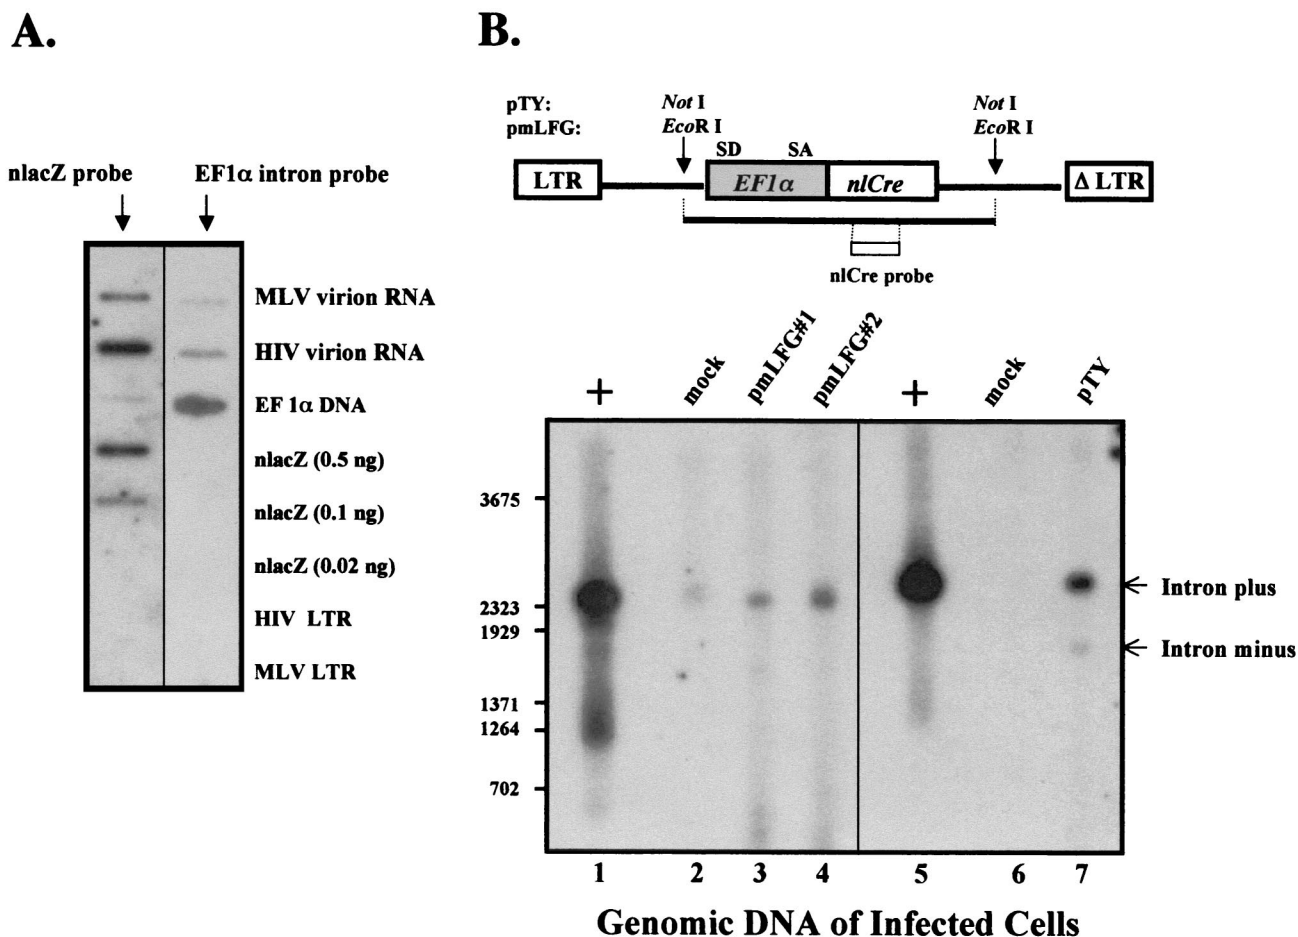 A.
nlacZ probe
EF1α intron probe
MLV virion RNA
HIV virion RNA
EF 1α DNA
nlacZ (0.5 ng)
nlacZ (0.1 ng)
nlacZ (0.02 ng)
HIV LTR
MLV LTR
B.
pTY: Not I Not I
pmLFG: EcoR I EcoR I
SD SA
LTR EF1α nlCre Δ LTR
nlCre probe
+ mock pmLFG#1 pmLFG#2 + mock pTY
3675
2323
1929
1371
1264
702
Intron plus
Intron minus
1 2 3 4 5 6 7
Genomic DNA of Infected Cells